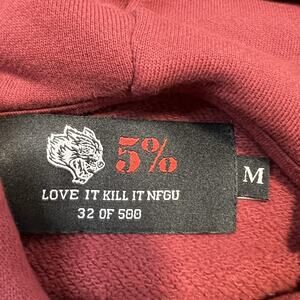 5%
LOVE IT KILL IT NFGU
32 OF 500
M